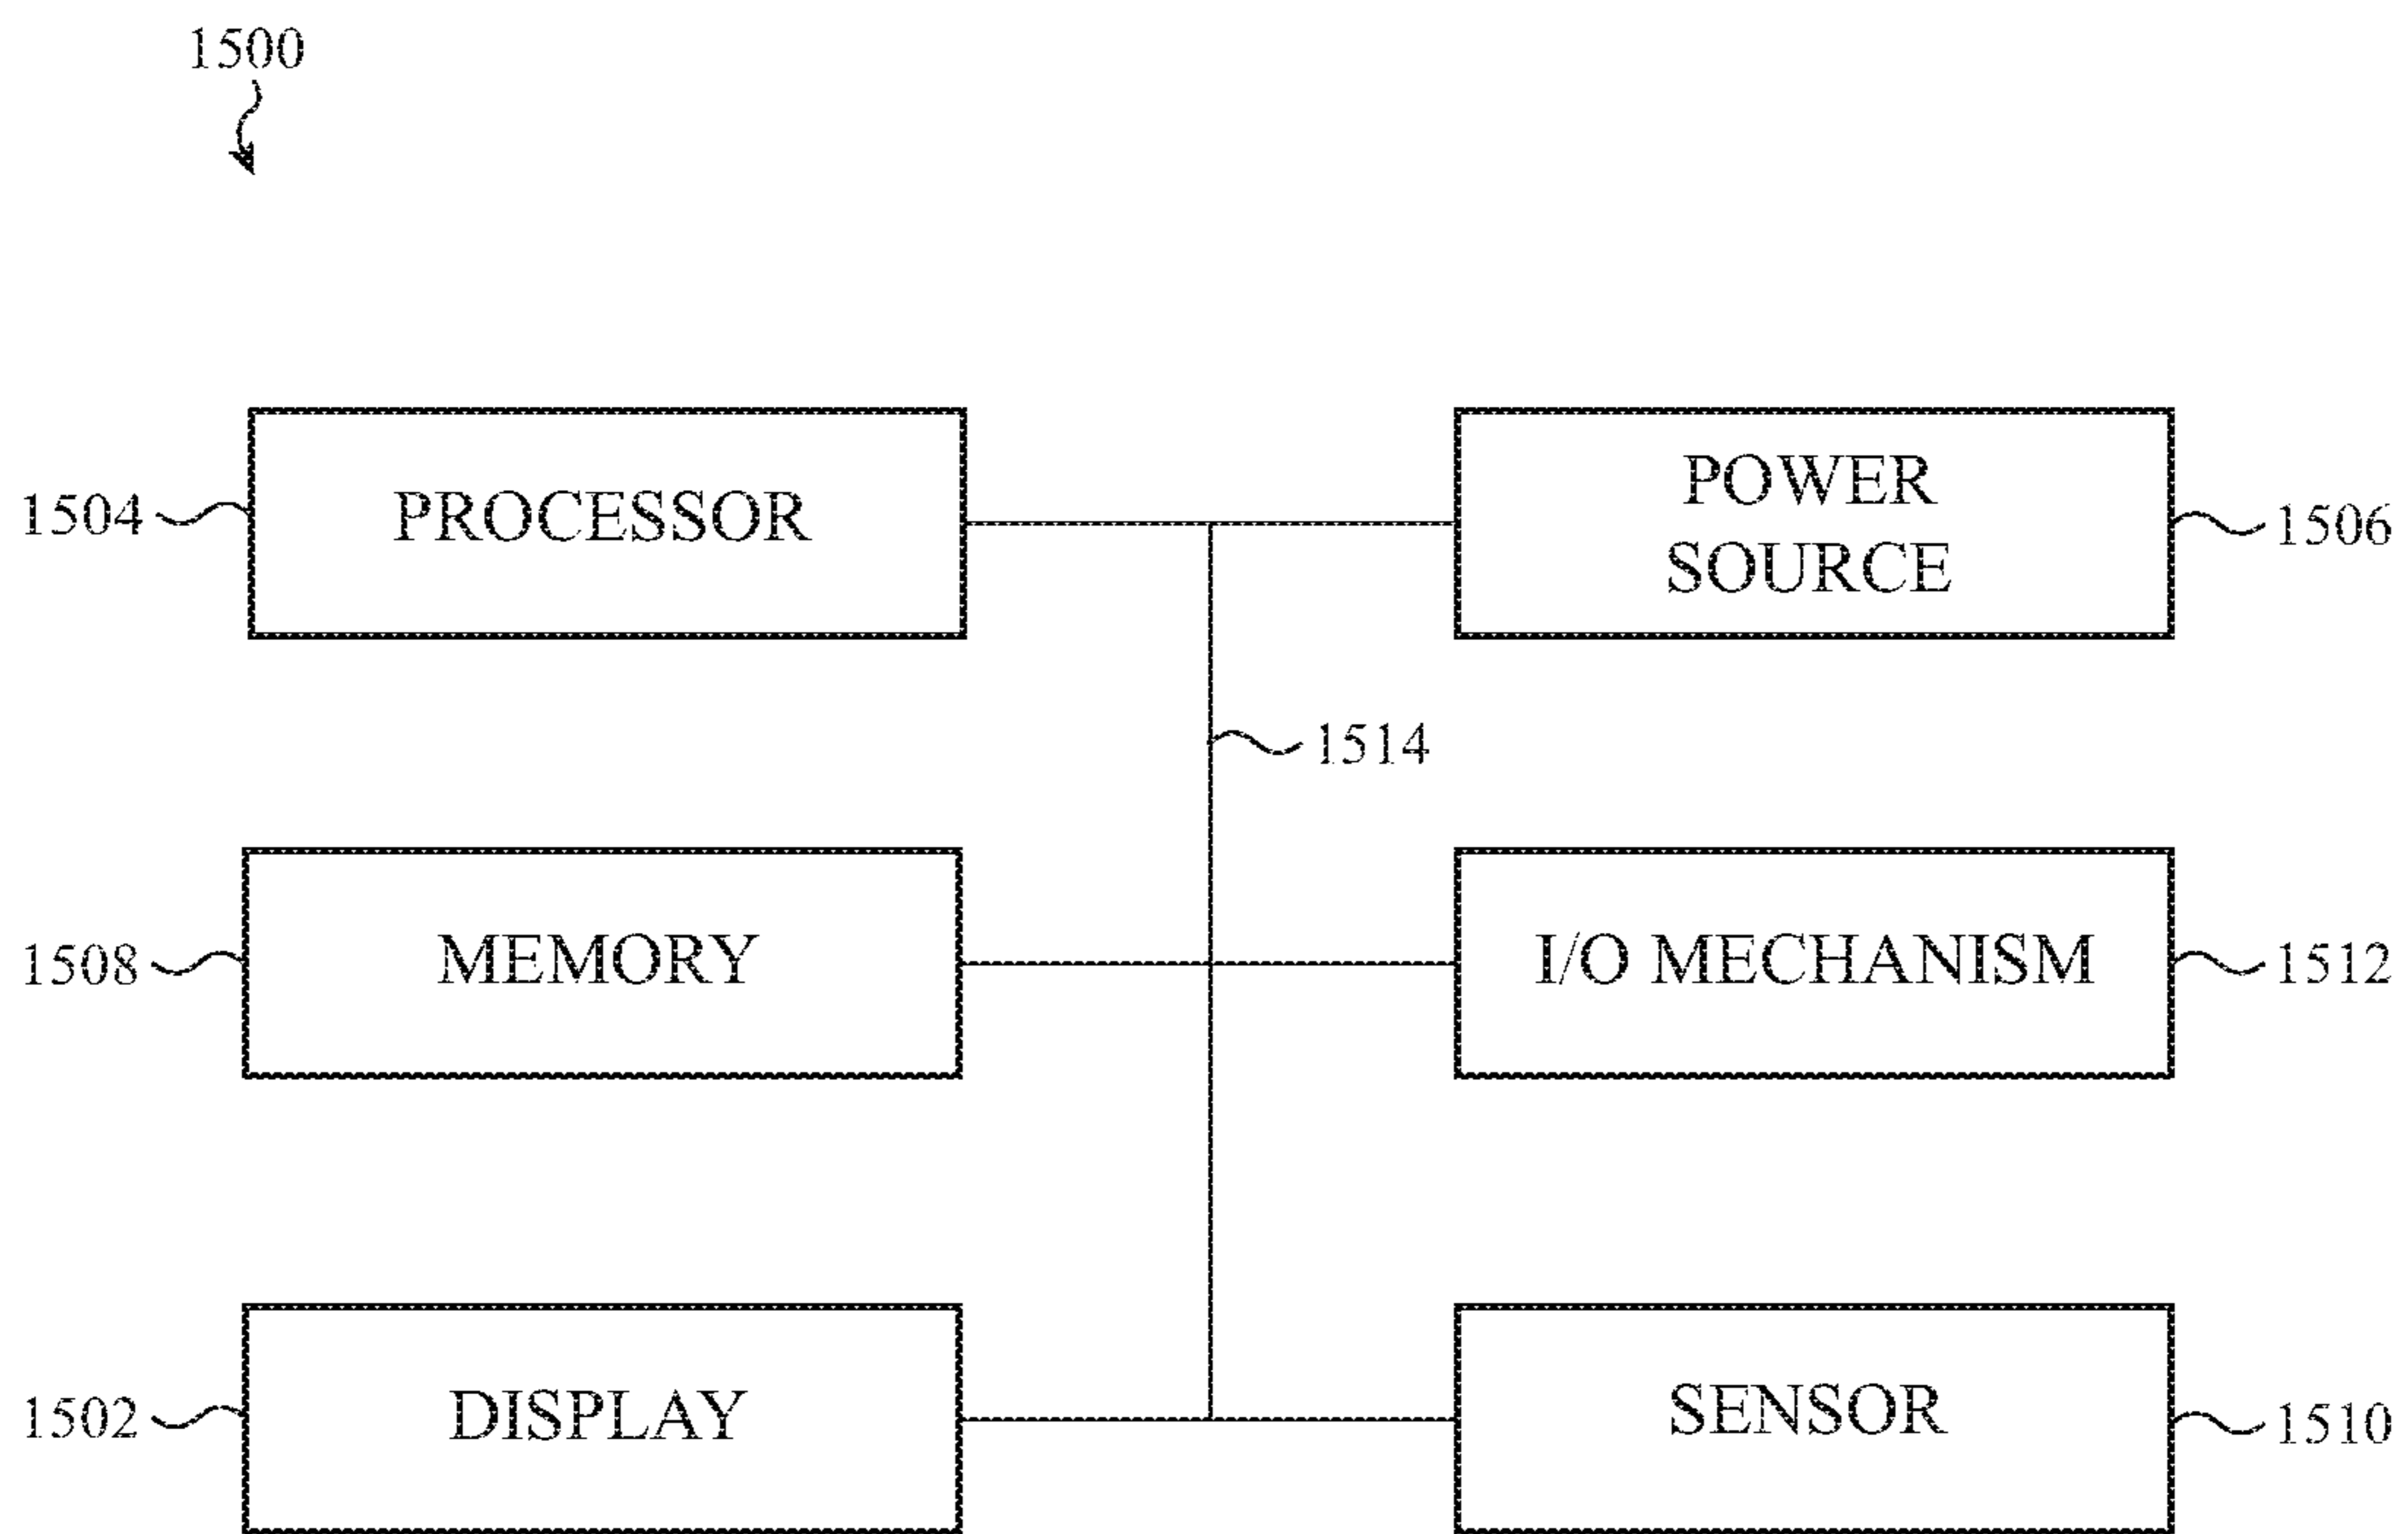 1500
1504
PROCESSOR
POWER
SOURCE
1506
1514
1508
MEMORY
I/O MECHANISM
1512
1502
DISPLAY
SENSOR
1510